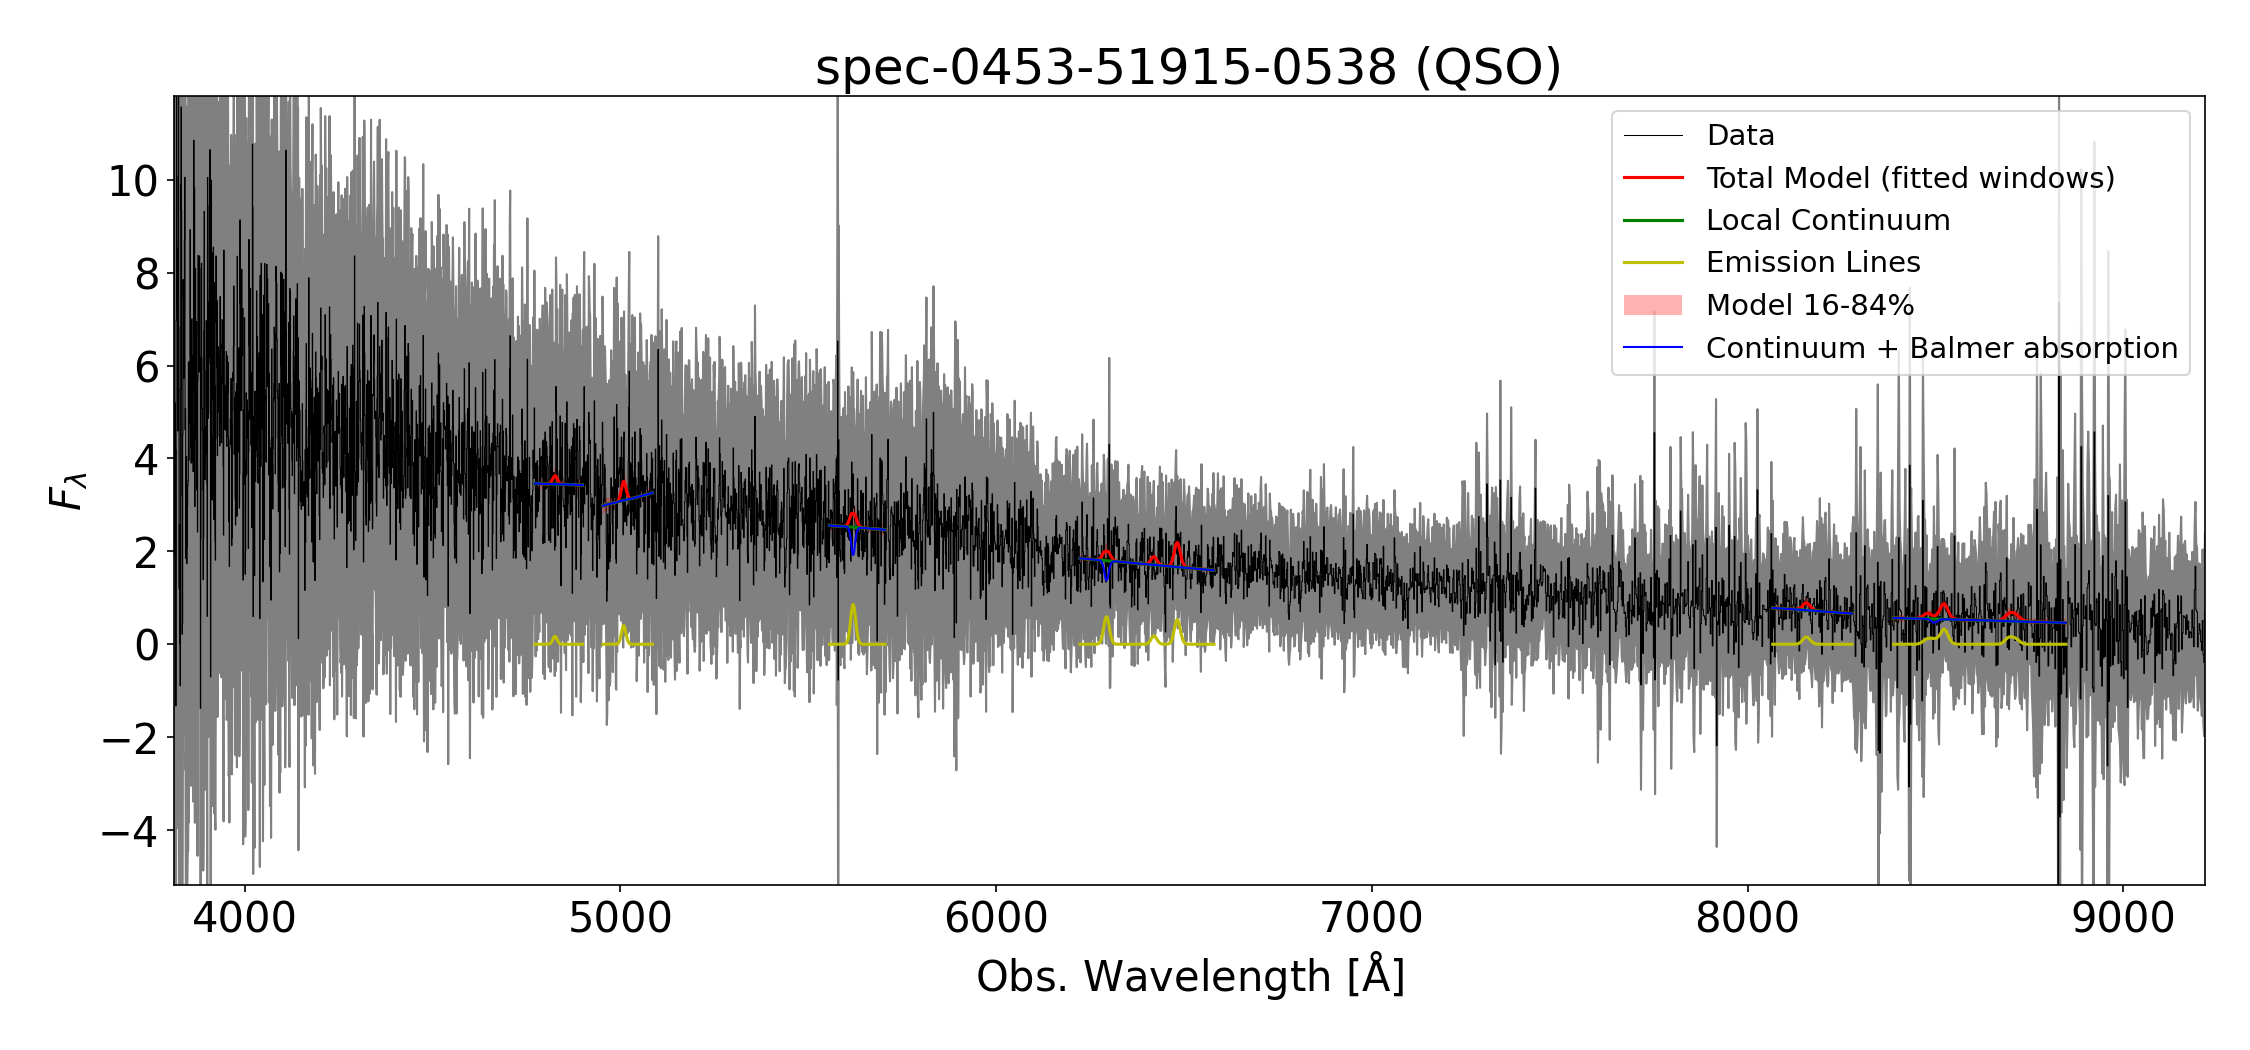 spec-0453-51915-0538 (QSO)
Data
Total Model (fitted windows)
Local Continuum
Emission Lines
Model 16-84%
Continuum + Balmer absorption
10
8
6
4
2
0
−2
−4
Fλ
4000 5000 6000 7000 8000 9000
Obs. Wavelength [Å]